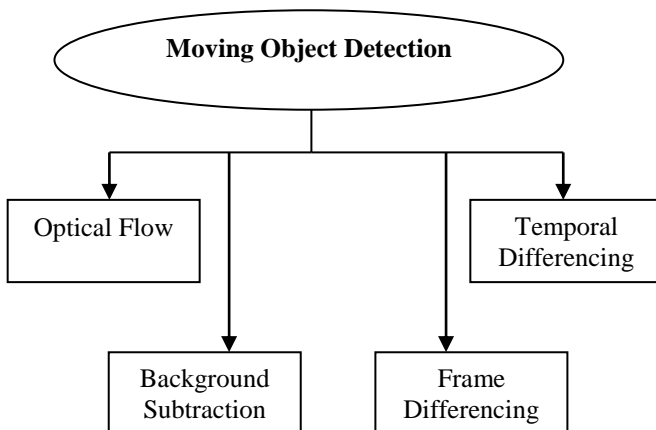 Moving Object Detection
Optical Flow
Temporal
Differencing
Background
Subtraction
Frame
Differencing